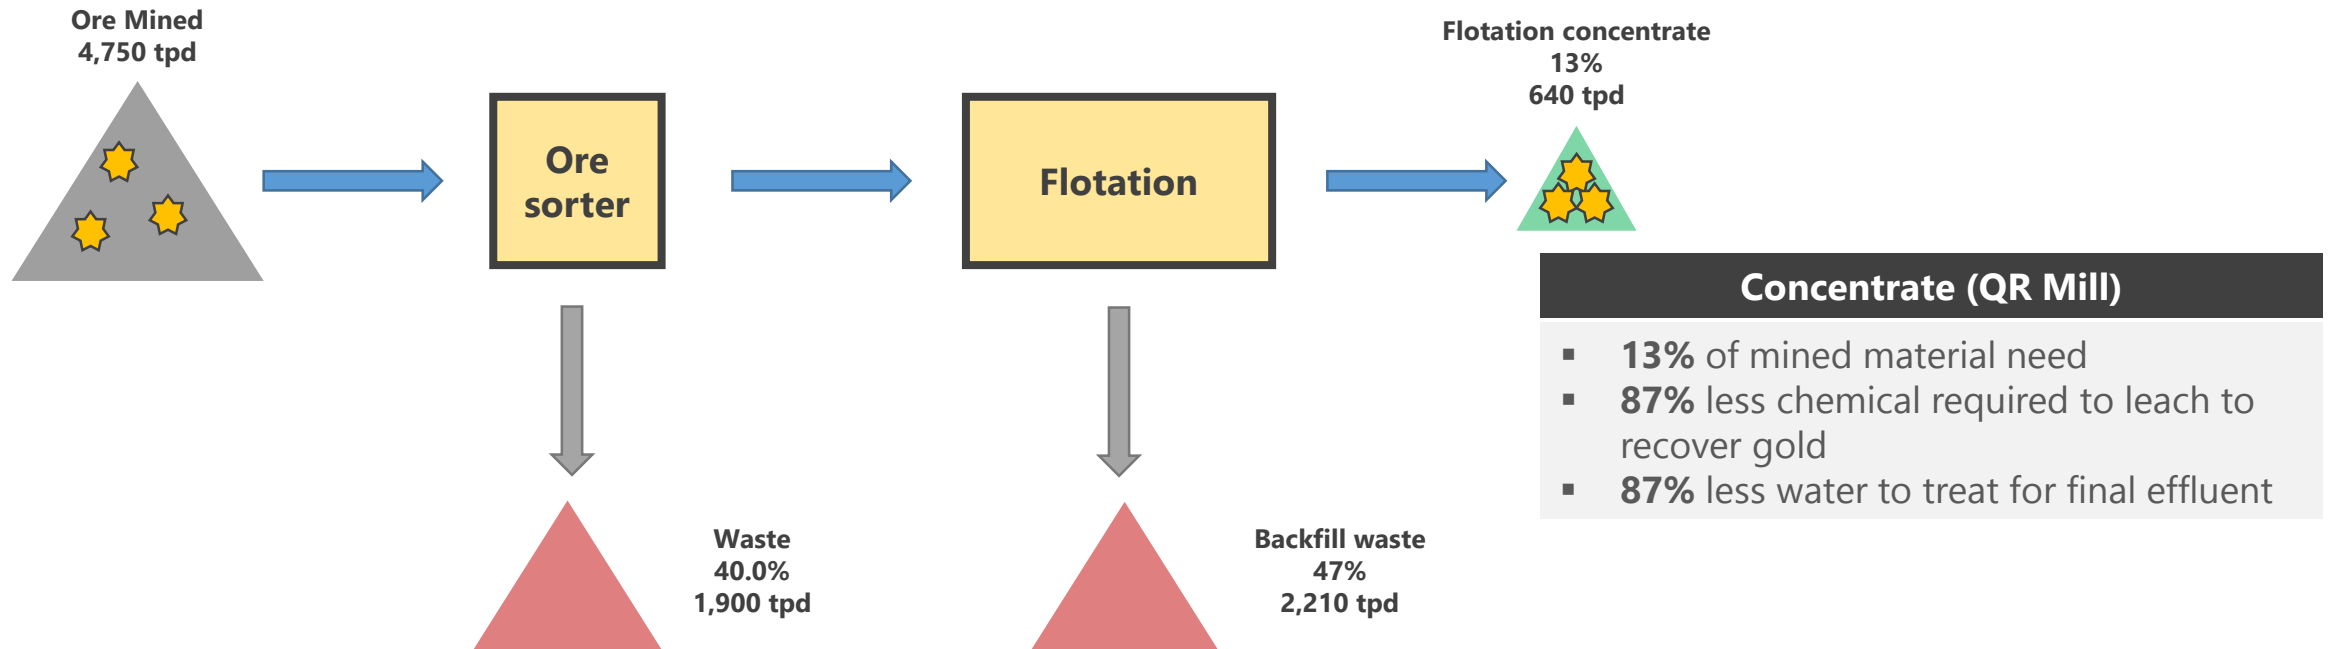 Ore Mined
4,750 tpd
Ore
sorter
Flotation
Flotation concentrate
13%
640 tpd
Waste
40.0%
1,900 tpd
Backfill waste
47%
2,210 tpd
Concentrate (QR Mill)
▪ 13% of mined material need
▪ 87% less chemical required to leach to
recover gold
▪ 87% less water to treat for final effluent